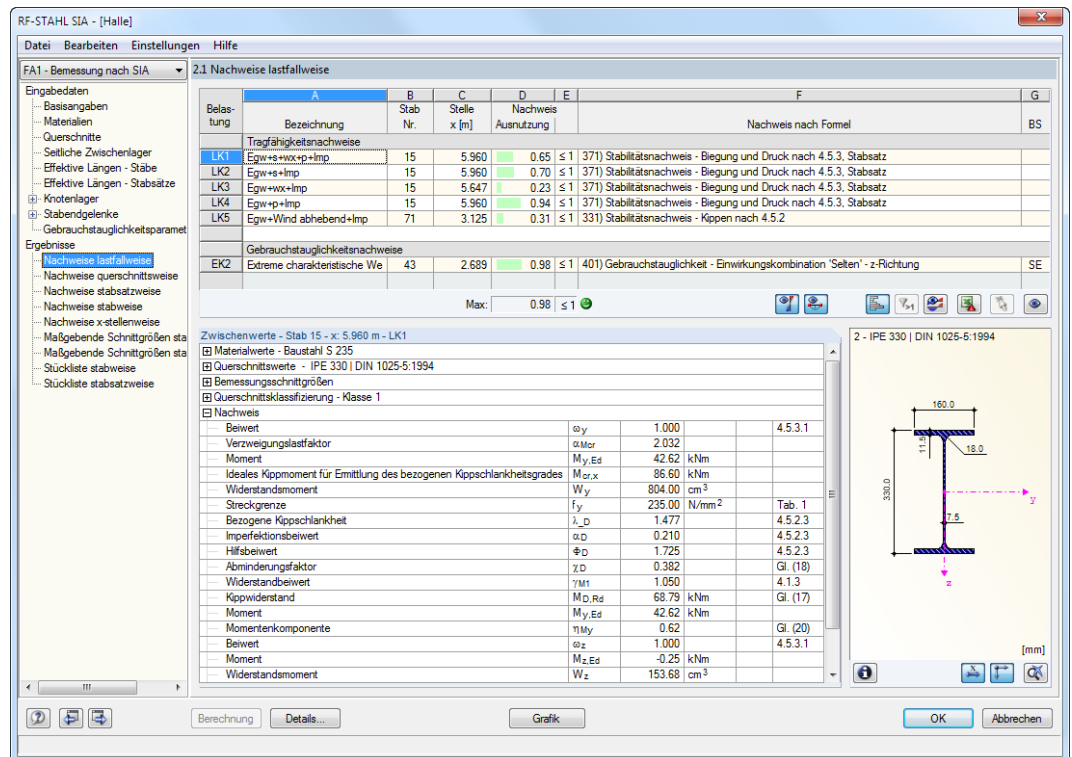 RF-STAHL SIA - [Halle]
Datei Bearbeiten Einstellungen Hilfe
FA1 - Bemessung nach SIA
Eingabedaten
Basisangaben
Materialien
Querschnitte
Seitliche Zwischenlager
Effektive Längen - Stäbe
Effektive Längen - Stabsätze
Knotenlager
Stabendgelenke
Gebrauchstauglichkeitsparamet
Ergebnisse
Nachweise lastfallweise
Nachweise querschnittsweise
Nachweise stabsatzweise
Nachweise stabweise
Nachweise x-stellenweise
Maßgebende Schnittgrößen sta
Maßgebende Schnittgrößen sta
Stückliste stabweise
Stückliste stabsatzweise
2.1 Nachweise lastfallweise
A B C D E F G
Belas- Stab Stelle Nachweis
tung Bezeichnung Nr. x [m] Ausnutzung Nachweis nach Formel BS
Tragfähigkeitsnachweise
LK1 Egw+s+wx+p+Imp 15 5.960 0.65 ≤ 1 371) Stabilitätsnachweis - Biegung und Druck nach 4.5.3, Stabsatz
LK2 Egw+s+Imp 15 5.960 0.70 ≤ 1 371) Stabilitätsnachweis - Biegung und Druck nach 4.5.3, Stabsatz
LK3 Egw+wx+Imp 15 5.647 0.23 ≤ 1 371) Stabilitätsnachweis - Biegung und Druck nach 4.5.3, Stabsatz
LK4 Egw+p+Imp 15 5.960 0.94 ≤ 1 371) Stabilitätsnachweis - Biegung und Druck nach 4.5.3, Stabsatz
LK5 Egw+Wind abhebend+Imp 71 3.125 0.31 ≤ 1 331) Stabilitätsnachweis - Kippen nach 4.5.2
Gebrauchstauglichkeitsnachweise
EK2 Extreme charakteristische We 43 2.689 0.98 ≤ 1 401) Gebrauchstauglichkeit - Einwirkungskombination 'Selten' - z-Richtung SE
Max: 0.98 ≤ 1
Zwischenwerte - Stab 15 - x: 5.960 m - LK1
Materialwerte - Baustahl S 235
Querschnittswerte - IPE 330 | DIN 1025-5:1994
Bemessungsschnittgrößen
Querschnittsklassifizierung - Klasse 1
Nachweis
Beiwert ωy 1.000 4.5.3.1
Verzweigungslastfaktor αMcr 2.032
Moment My,Ed 42.62 kNm
Ideales Kippmoment für Ermittlung des bezogenen Kippschlankheitsgrades Mcr,x 86.60 kNm
Widerstandsmoment Wy 804.00 cm3
Streckgrenze fy 235.00 N/mm2 Tab. 1
Bezogene Kippschlankheit λ_D 1.477 4.5.2.3
Imperfektionsbeiwert αD 0.210 4.5.2.3
Hilfsbeiwert ΦD 1.725 4.5.2.3
Abminderungsfaktor χD 0.382 Gl. (18)
Widerstandbeiwert γM1 1.050 4.1.3
Kippwiderstand MD,Rd 68.79 kNm Gl. (17)
Moment My,Ed 42.62 kNm
Momentenkomponente ηMy 0.62 Gl. (20)
Beiwert ωz 1.000 4.5.3.1
Moment Mz,Ed -0.25 kNm
Widerstandsmoment Wz 153.68 cm3
2 - IPE 330 | DIN 1025-5:1994
160.0
11.5
18.0
330.0
y
7.5
z
[mm]
Berechnung Details... Grafik OK Abbrechen